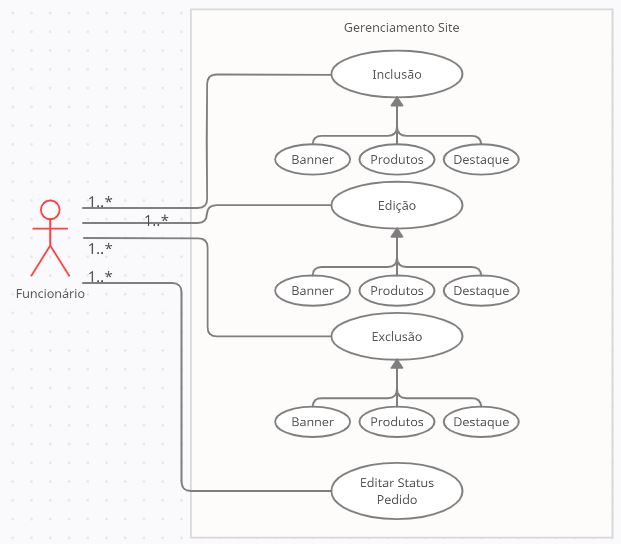 Gerenciamento Site
Inclusão
Banner
Produtos
Destaque
1..*
1..*
Edição
1..*
1..*
Funcionário
Banner
Produtos
Destaque
Exclusão
Banner
Produtos
Destaque
Editar Status
Pedido